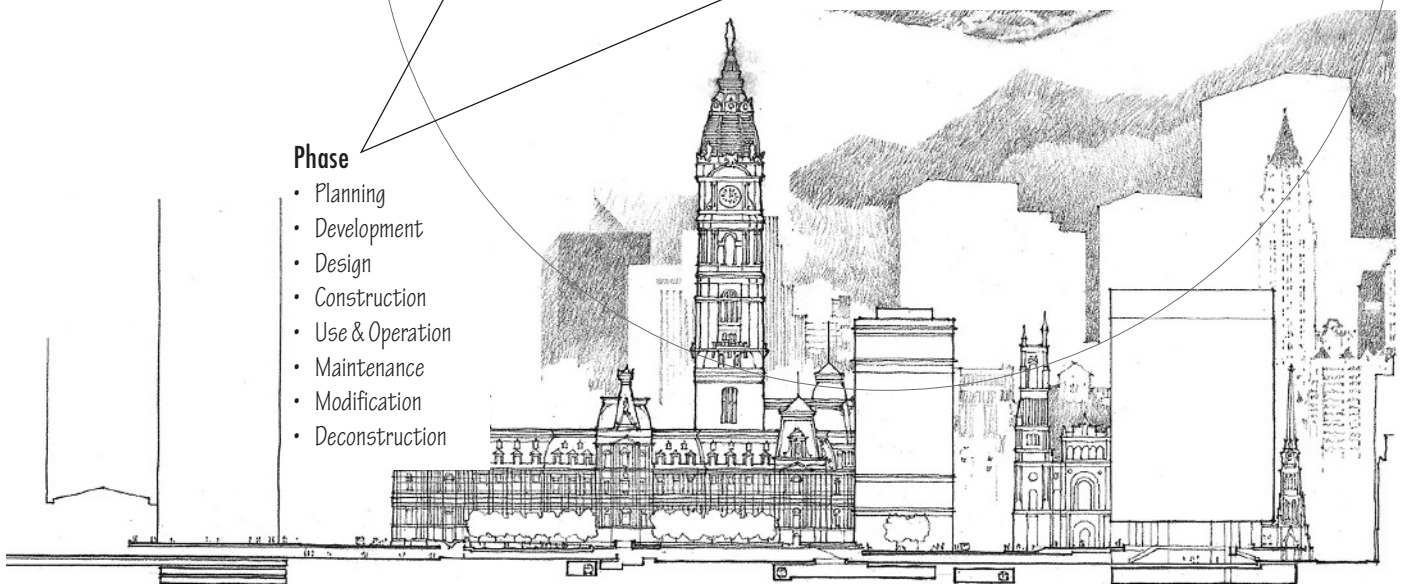 Phase
• Planning
• Development
• Design
• Construction
• Use & Operation
• Maintenance
• Modification
• Deconstruction